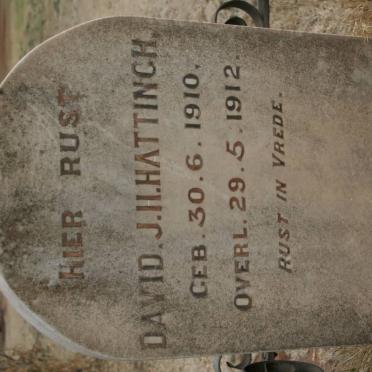 HIER RUST
DAVID. J. H. HATTINGH.
GEB. 30. 6. 1910.
OVERL. 29. 5. 1912.
RUST IN VREDE.